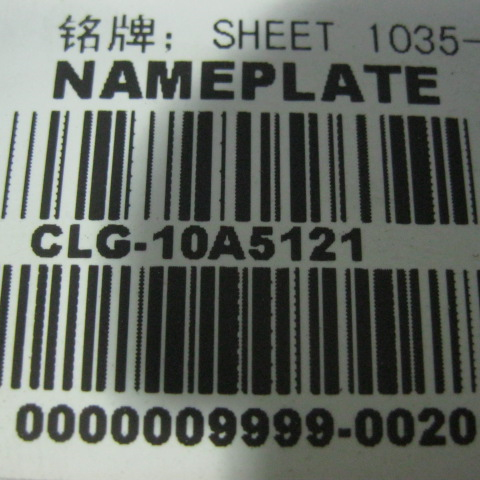 铭牌； SHEET 1035-
NAMEPLATE
CLG-10A5121
0000009999-0020